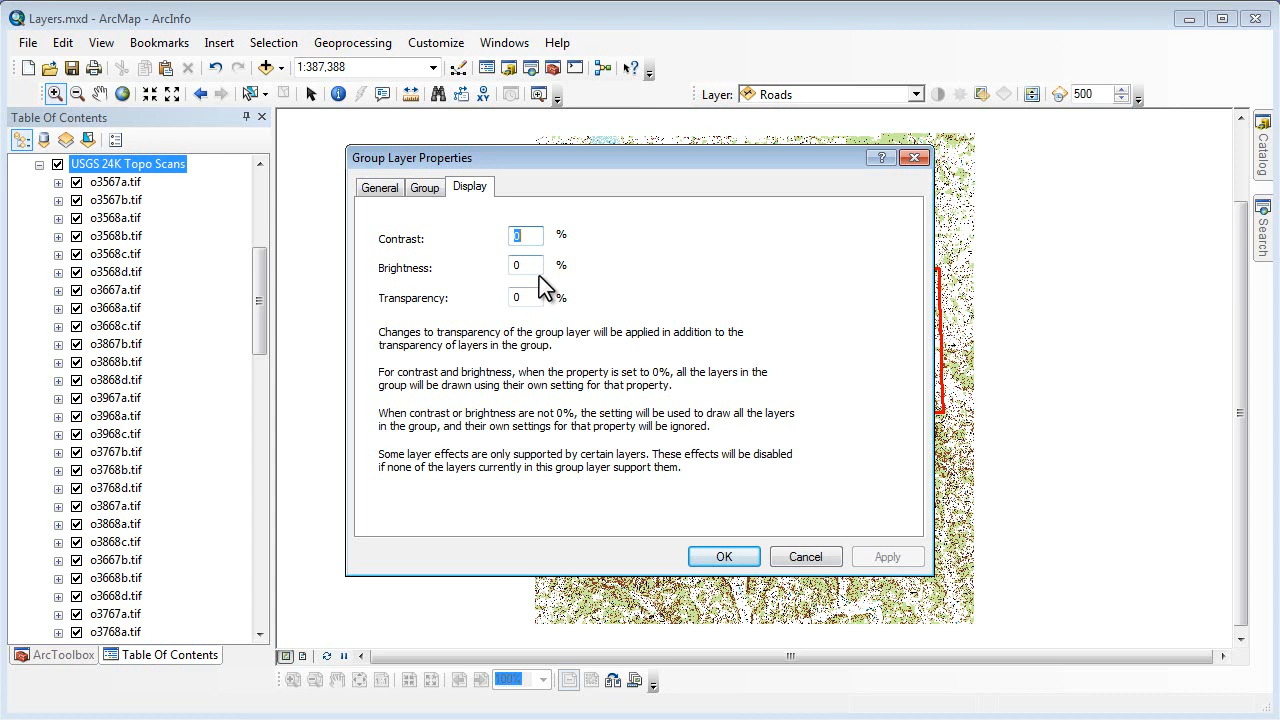 Layers.mxd - ArcMap - ArcInfo
File Edit View Bookmarks Insert Selection Geoprocessing Customize Windows Help
1:387,388
Layer: Roads 500
Table Of Contents
USGS 24K Topo Scans
o3567a.tif
o3567b.tif
o3568a.tif
o3568b.tif
o3568c.tif
o3568d.tif
o3667a.tif
o3668a.tif
o3668c.tif
o3867b.tif
o3868b.tif
o3868d.tif
o3967a.tif
o3968a.tif
o3968c.tif
o3767b.tif
o3768b.tif
o3768d.tif
o3867a.tif
o3868a.tif
o3868c.tif
o3667b.tif
o3668b.tif
o3668d.tif
o3767a.tif
o3768a.tif
ArcToolbox Table Of Contents
Group Layer Properties
General Group Display
Contrast: 0 %
Brightness: 0 %
Transparency: 0 %
Changes to transparency of the group layer will be applied in addition to the
transparency of layers in the group.
For contrast and brightness, when the property is set to 0%, all the layers in the
group will be drawn using their own setting for that property.
When contrast or brightness are not 0%, the setting will be used to draw all the layers
in the group, and their own settings for that property will be ignored.
Some layer effects are only supported by certain layers. These effects will be disabled
if none of the layers currently in this group layer support them.
OK Cancel Apply
Catalog
Search
100%